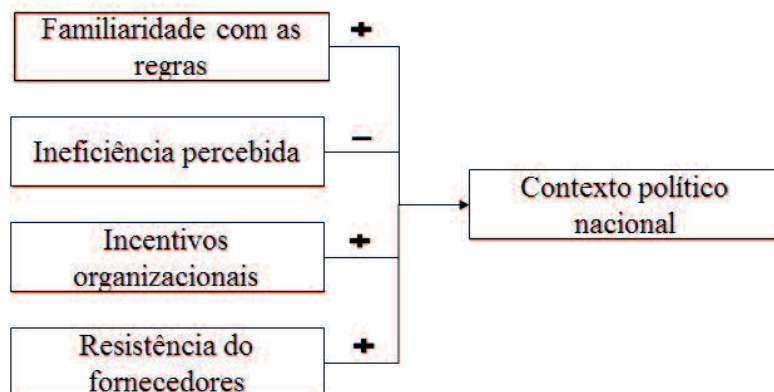 Familiaridade com as
regras
+
Ineficiência percebida
–
Contexto político
nacional
Incentivos
organizacionais
+
Resistência do
fornecedores
+